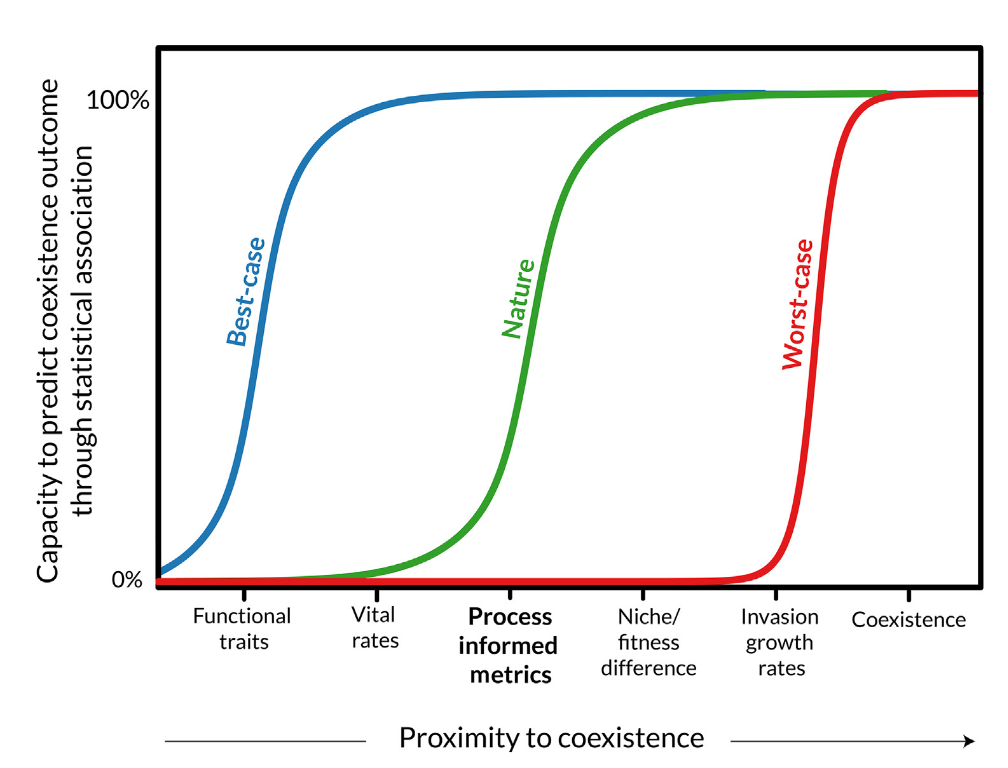 Capacity to predict coexistence outcome
through statistical association
100%
0%
Best-case
Nature
Worst-case
Functional
traits
Vital
rates
Process
informed
metrics
Niche/
fitness
difference
Invasion
growth
rates
Coexistence
Proximity to coexistence